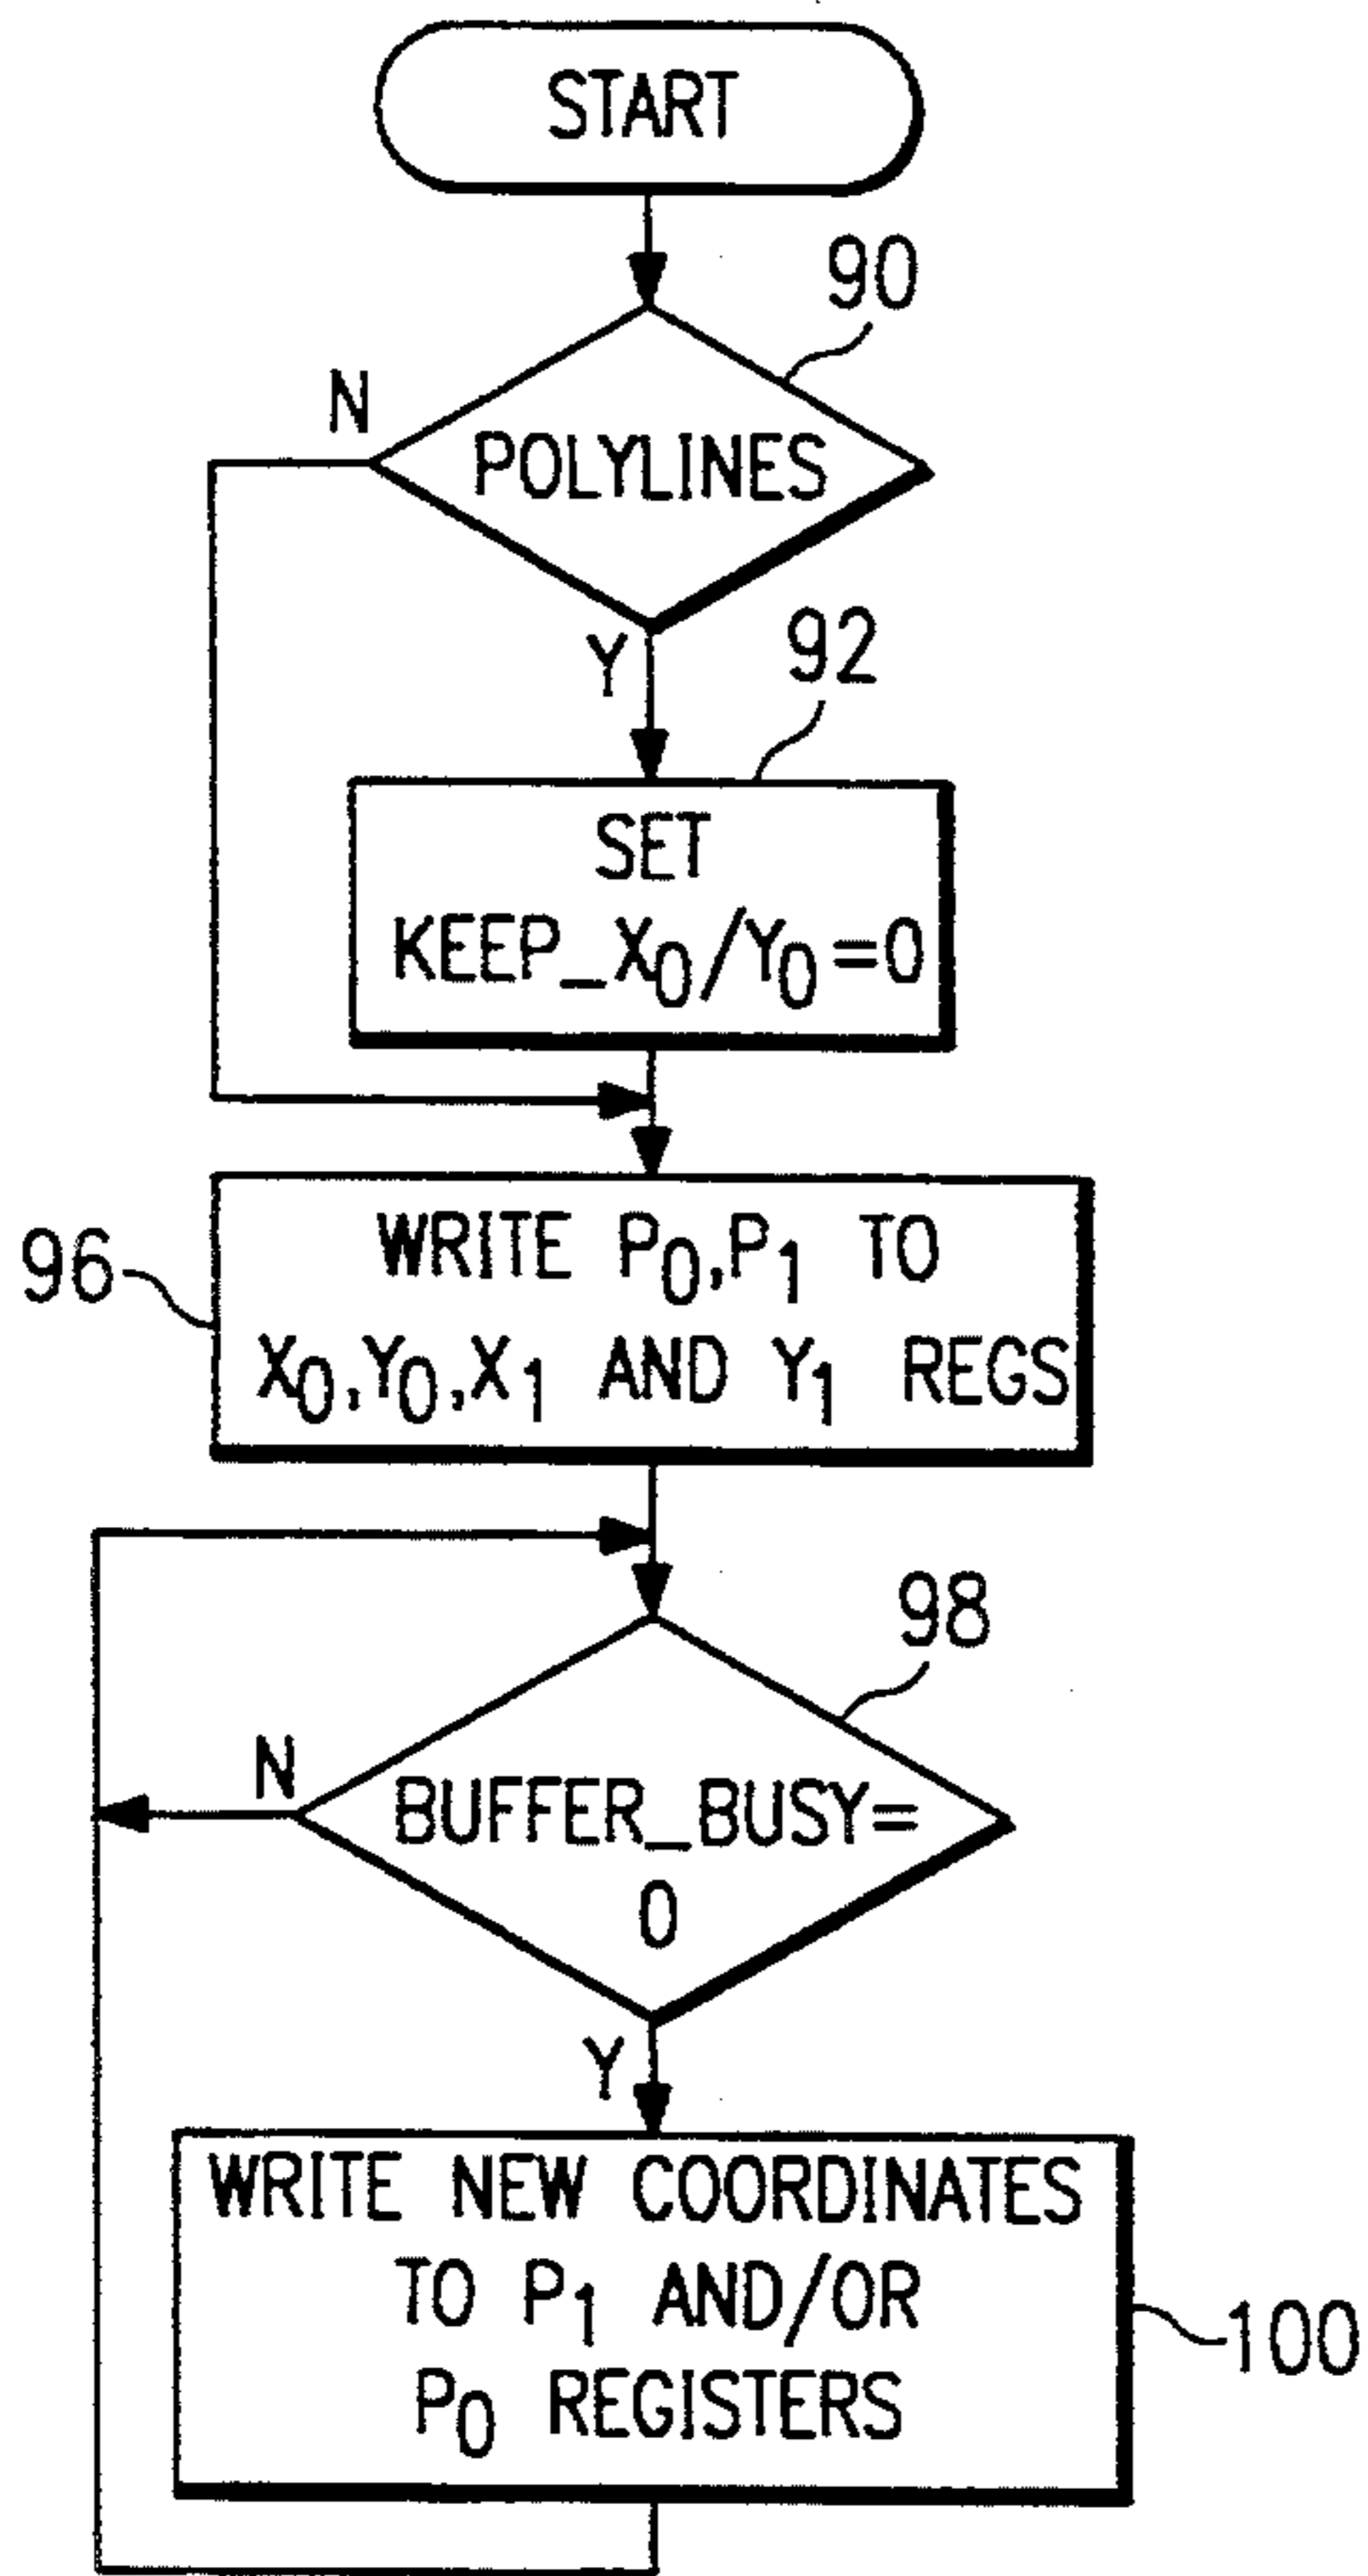 START
90
N
POLYLINES
Y
92
SET
KEEP_X₀/Y₀=0
96
WRITE P₀,P₁ TO
X₀,Y₀,X₁ AND Y₁ REGS
98
N
BUFFER_BUSY=
0
Y
WRITE NEW COORDINATES
TO P₁ AND/OR
100
P₀ REGISTERS